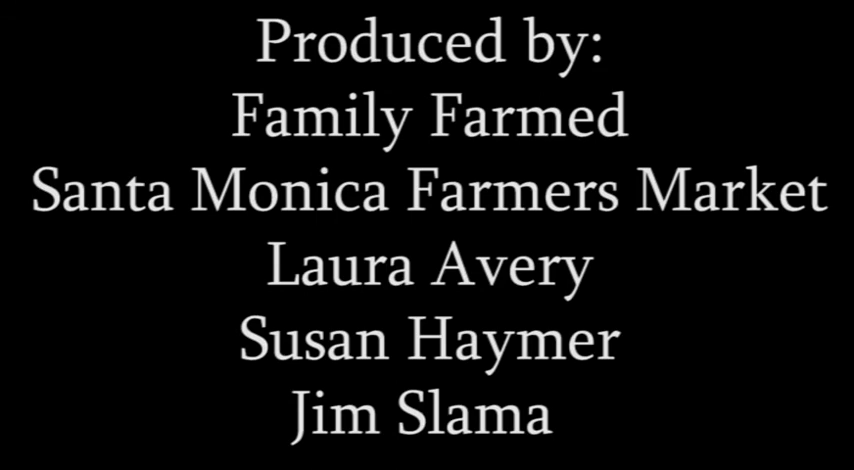 Produced by:
Family Farmed
Santa Monica Farmers Market
Laura Avery
Susan Haymer
Jim Slama